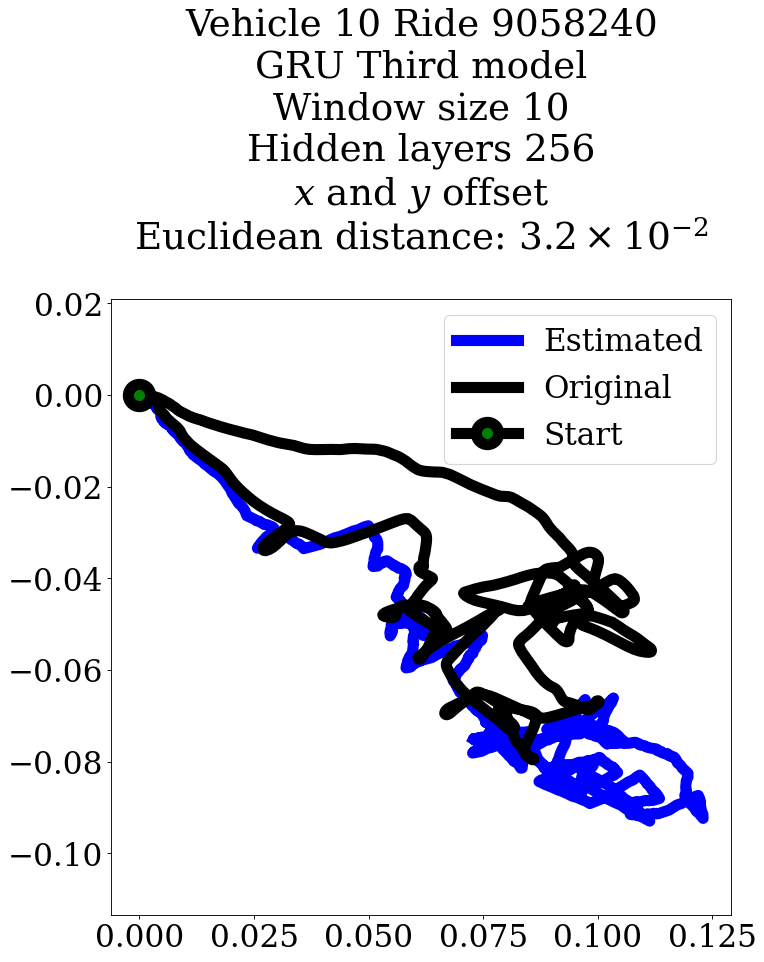 Vehicle 10 Ride 9058240
GRU Third model
Window size 10
Hidden layers 256
x and y offset
Euclidean distance: 3.2 × 10⁻²
0.02
0.00
−0.02
−0.04
−0.06
−0.08
−0.10
Estimated
Original
Start
0.000 0.025 0.050 0.075 0.100 0.125